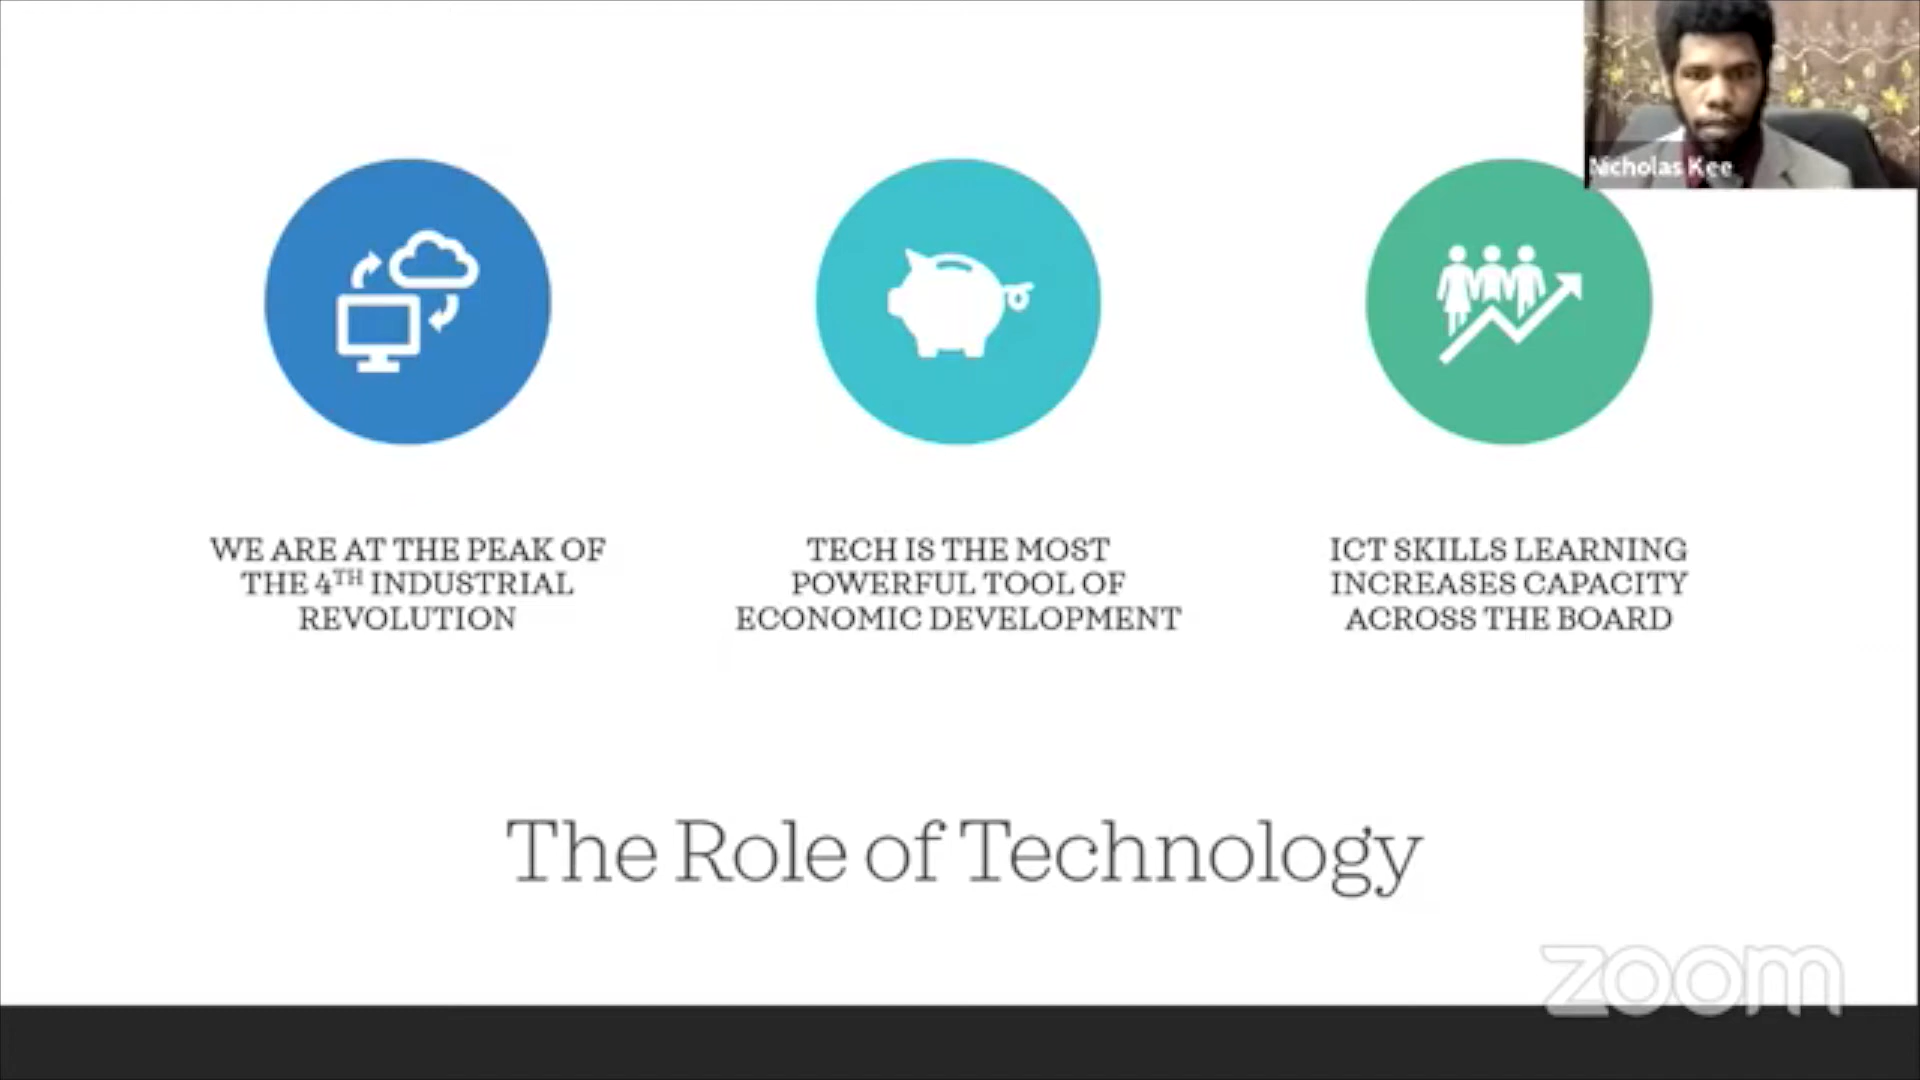 Nicholas Kee
WE ARE AT THE PEAK OF
THE 4TH INDUSTRIAL
REVOLUTION
TECH IS THE MOST
POWERFUL TOOL OF
ECONOMIC DEVELOPMENT
ICT SKILLS LEARNING
INCREASES CAPACITY
ACROSS THE BOARD
The Role of Technology
zoom